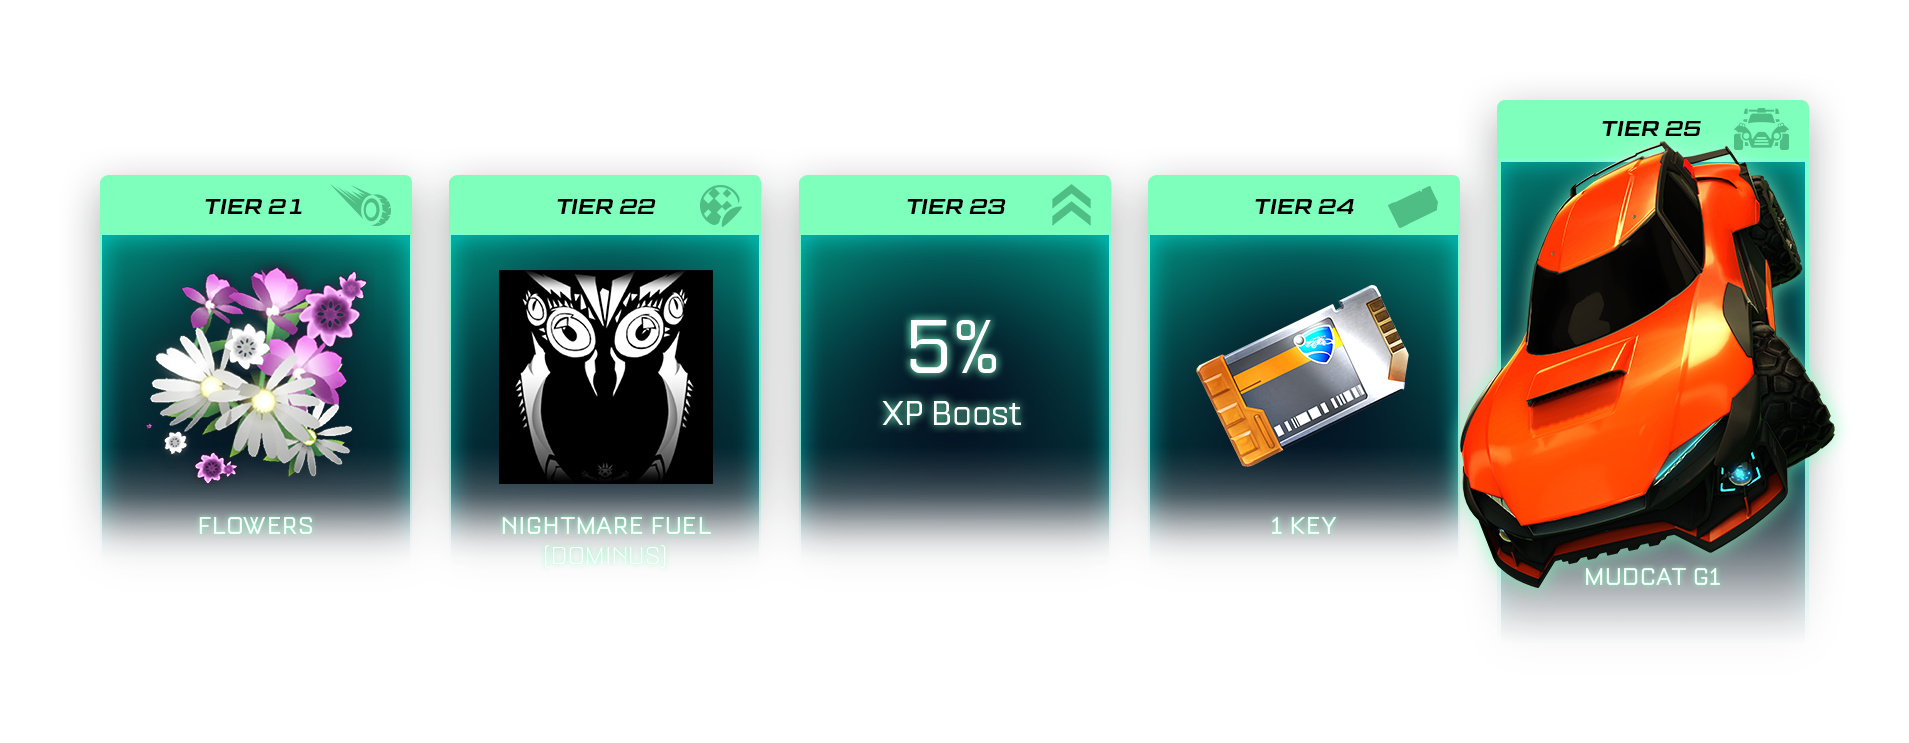 TIER 21
FLOWERS
TIER 22
NIGHTMARE FUEL
[DOMINUS]
TIER 23
5%
XP Boost
TIER 24
1 KEY
TIER 25
MUDCAT G1